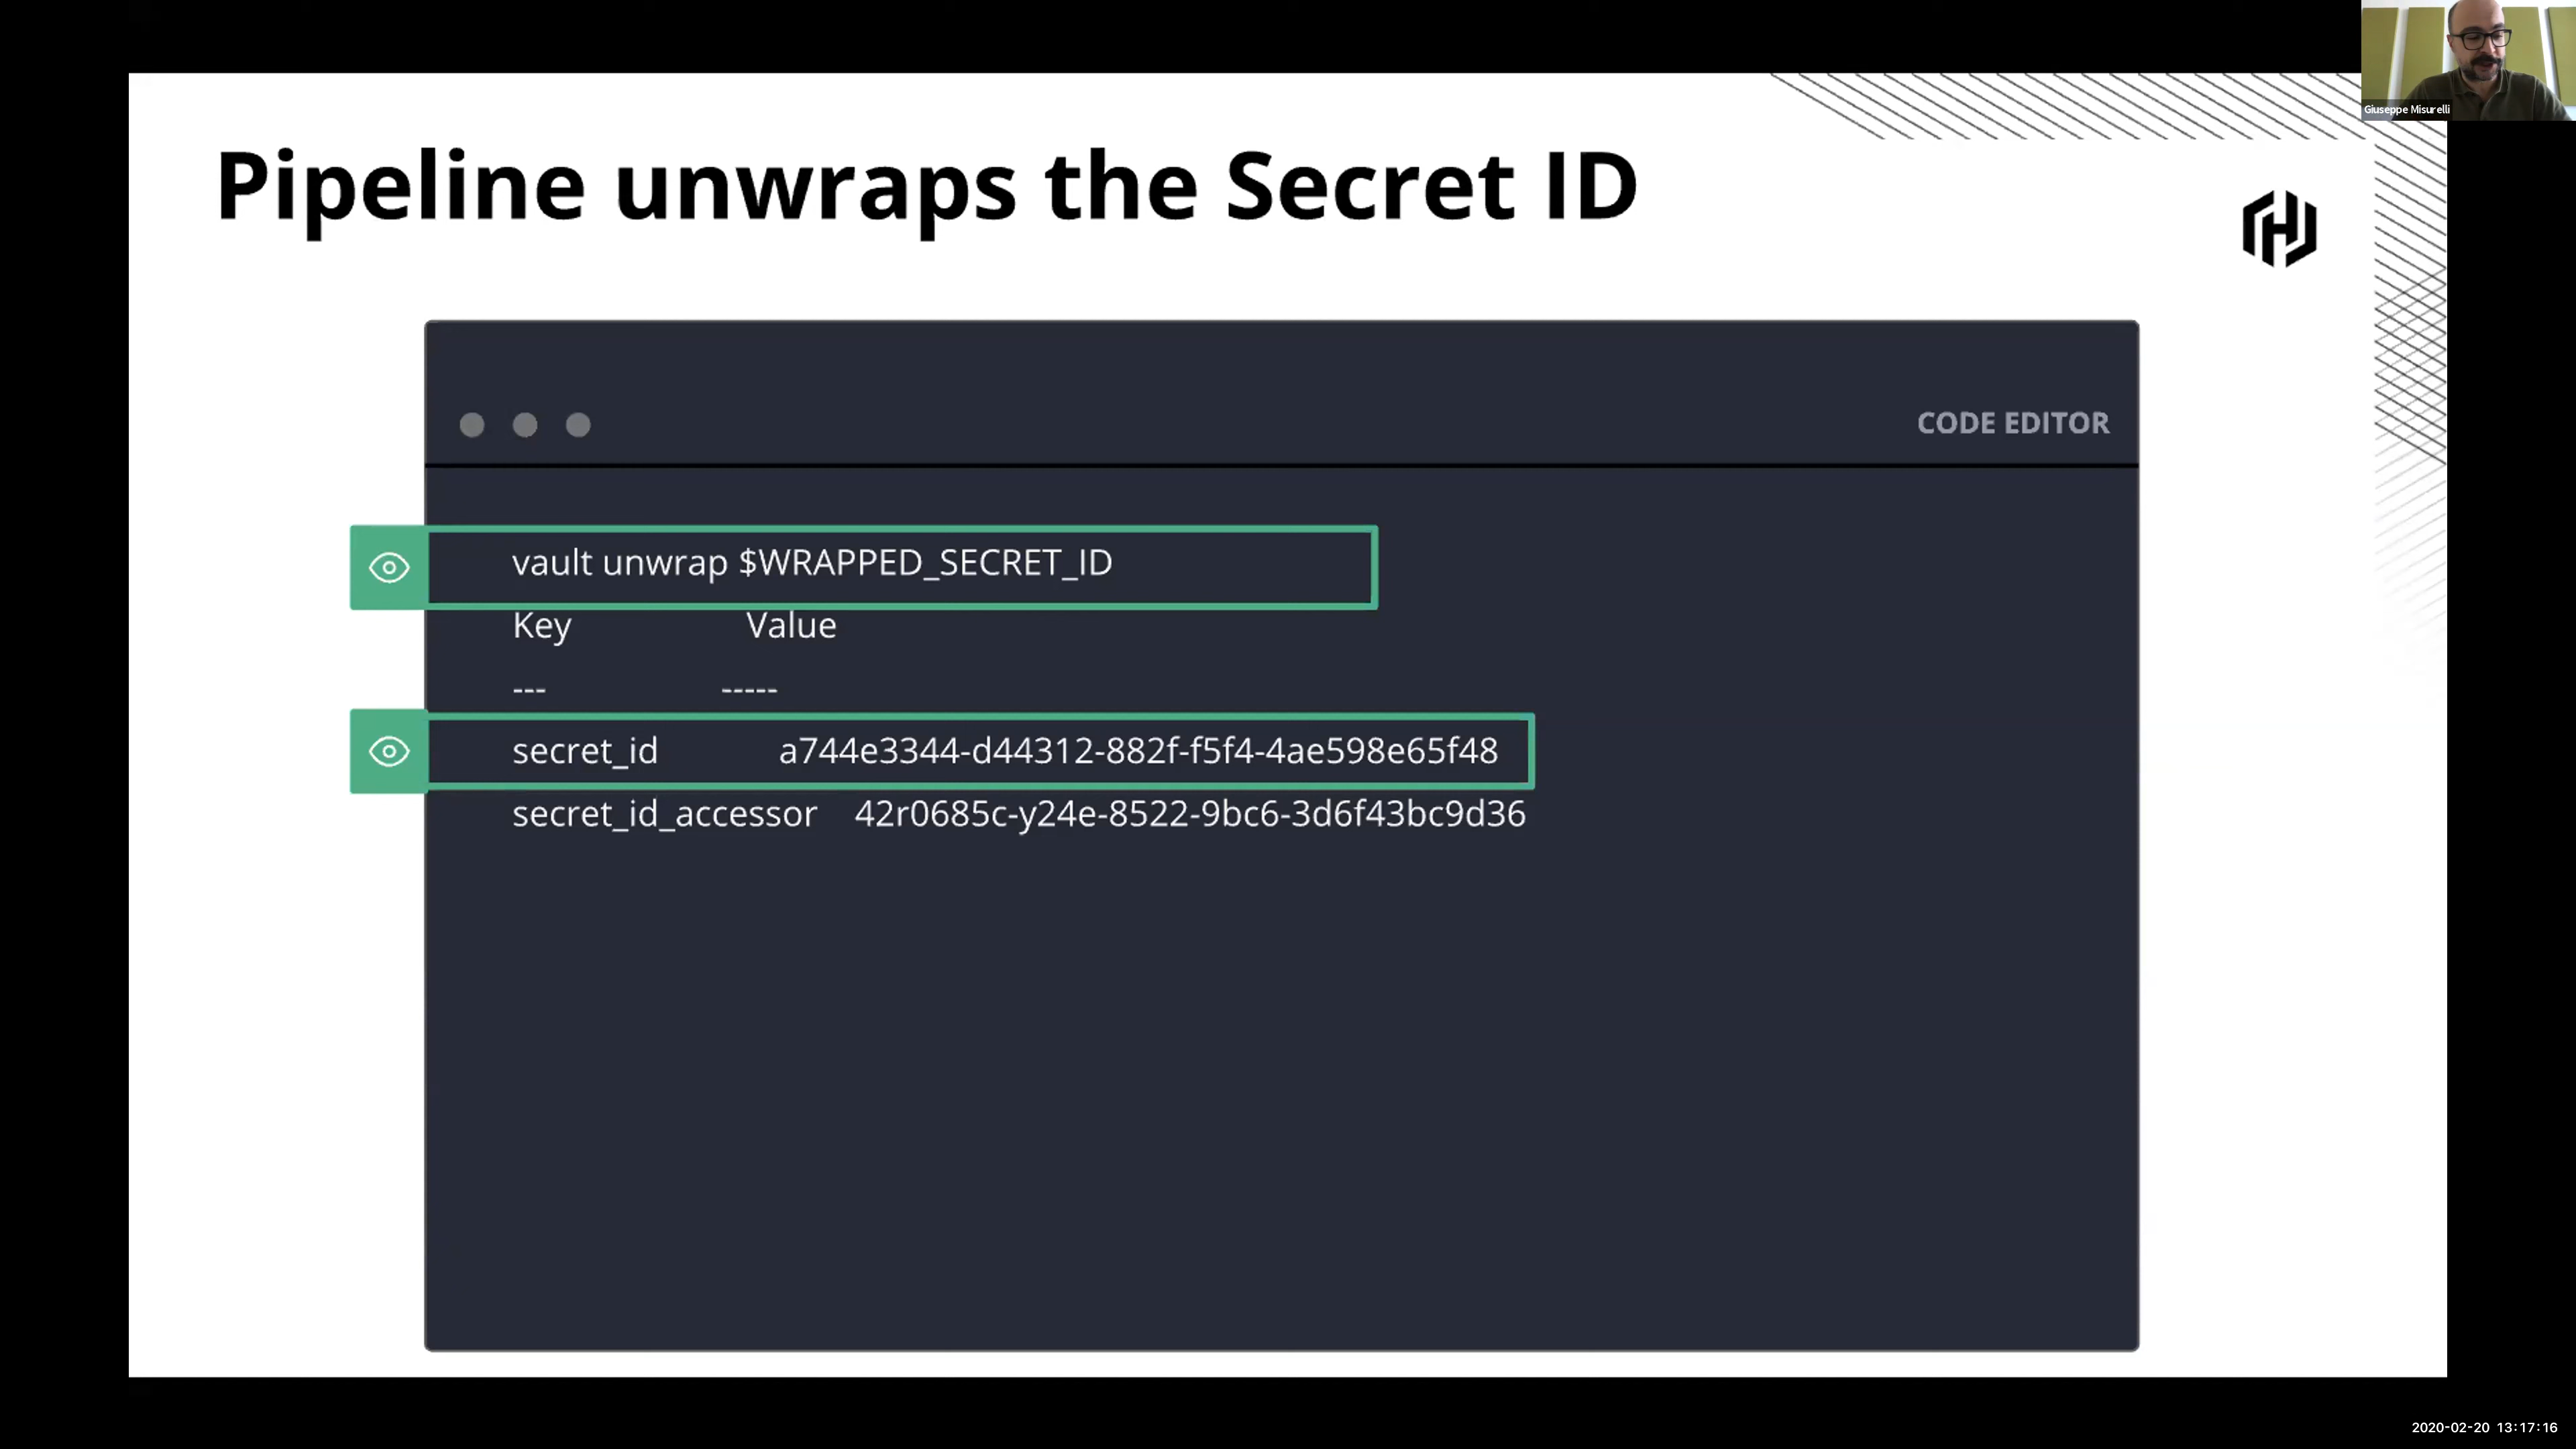 Giuseppe Misurelli
Pipeline unwraps the Secret ID
CODE EDITOR
vault unwrap $WRAPPED_SECRET_ID
Key Value
--- -----
secret_id a744e3344-d44312-882f-f5f4-4ae598e65f48
secret_id_accessor 42r0685c-y24e-8522-9bc6-3d6f43bc9d36
2020-02-20 13:17:16